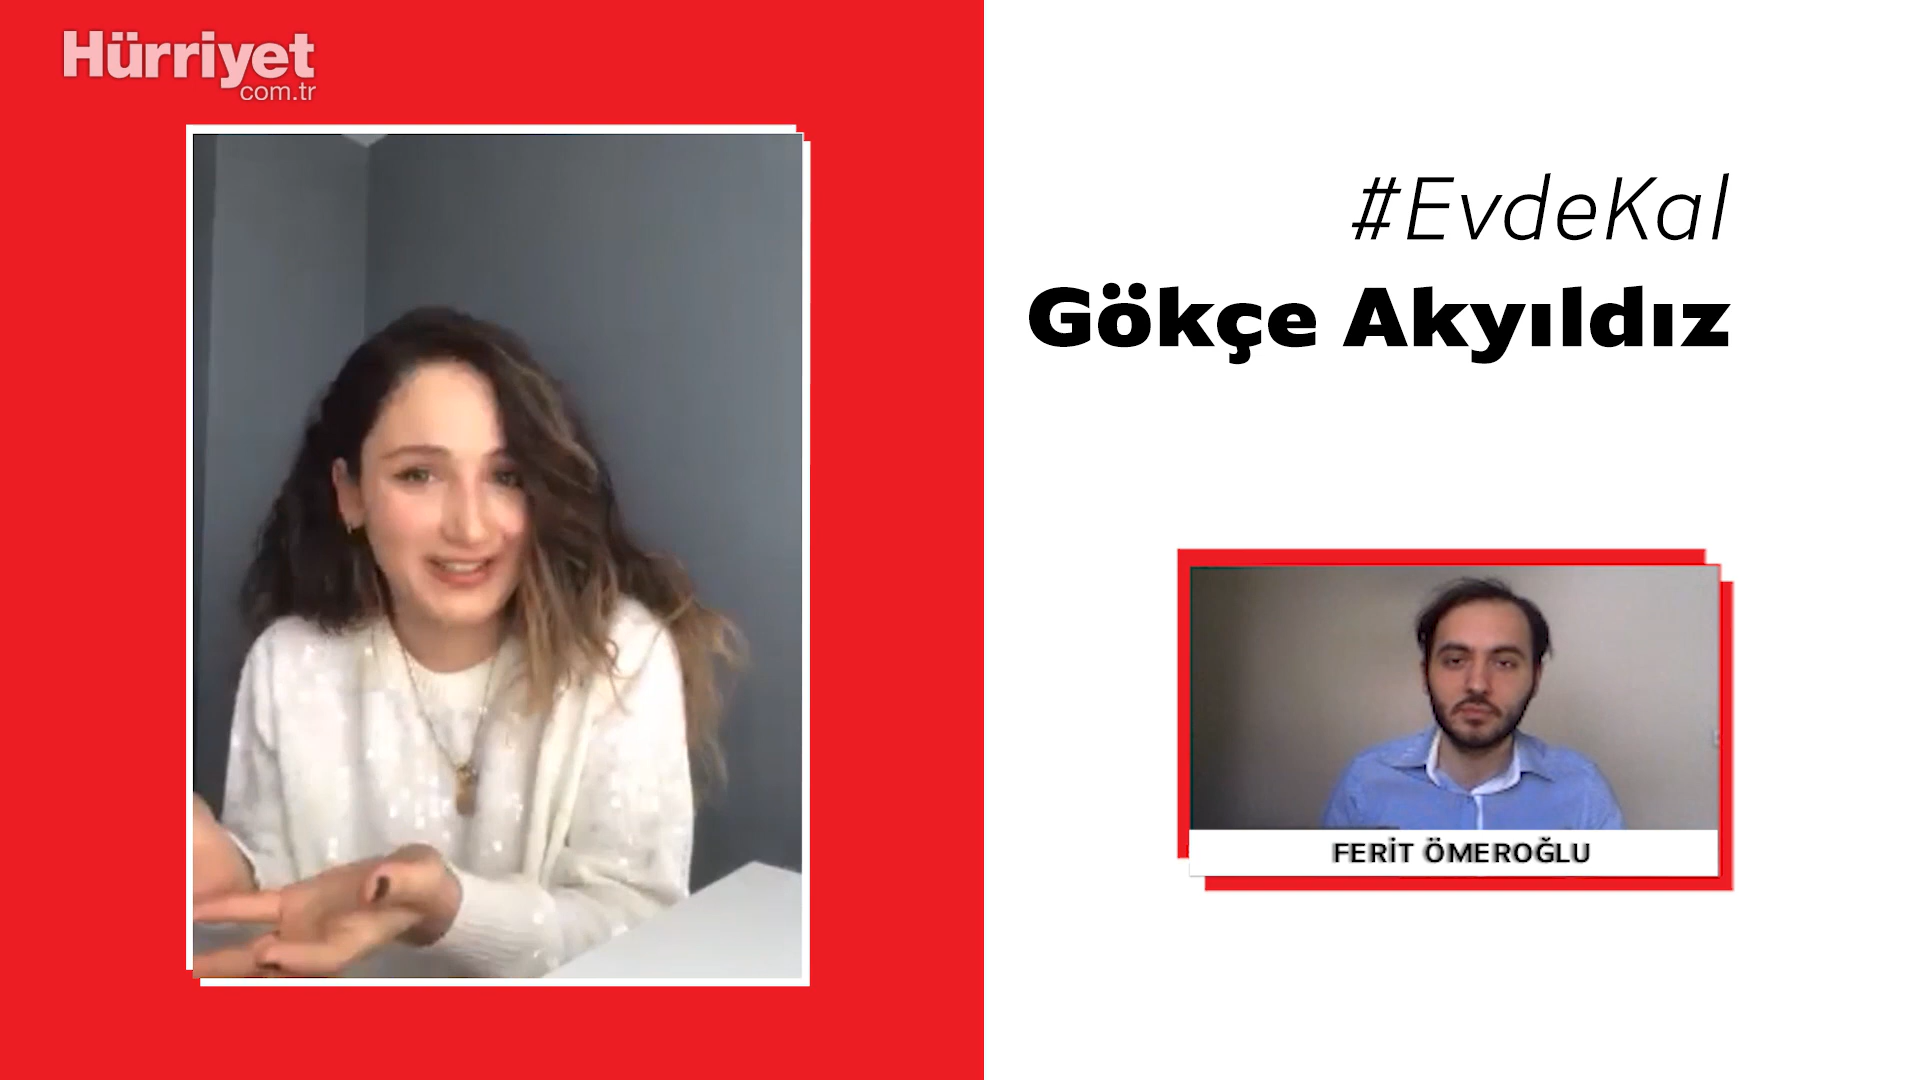 Hürriyet
com.tr
#EvdeKal
Gökçe Akyıldız
FERİT ÖMEROĞLU